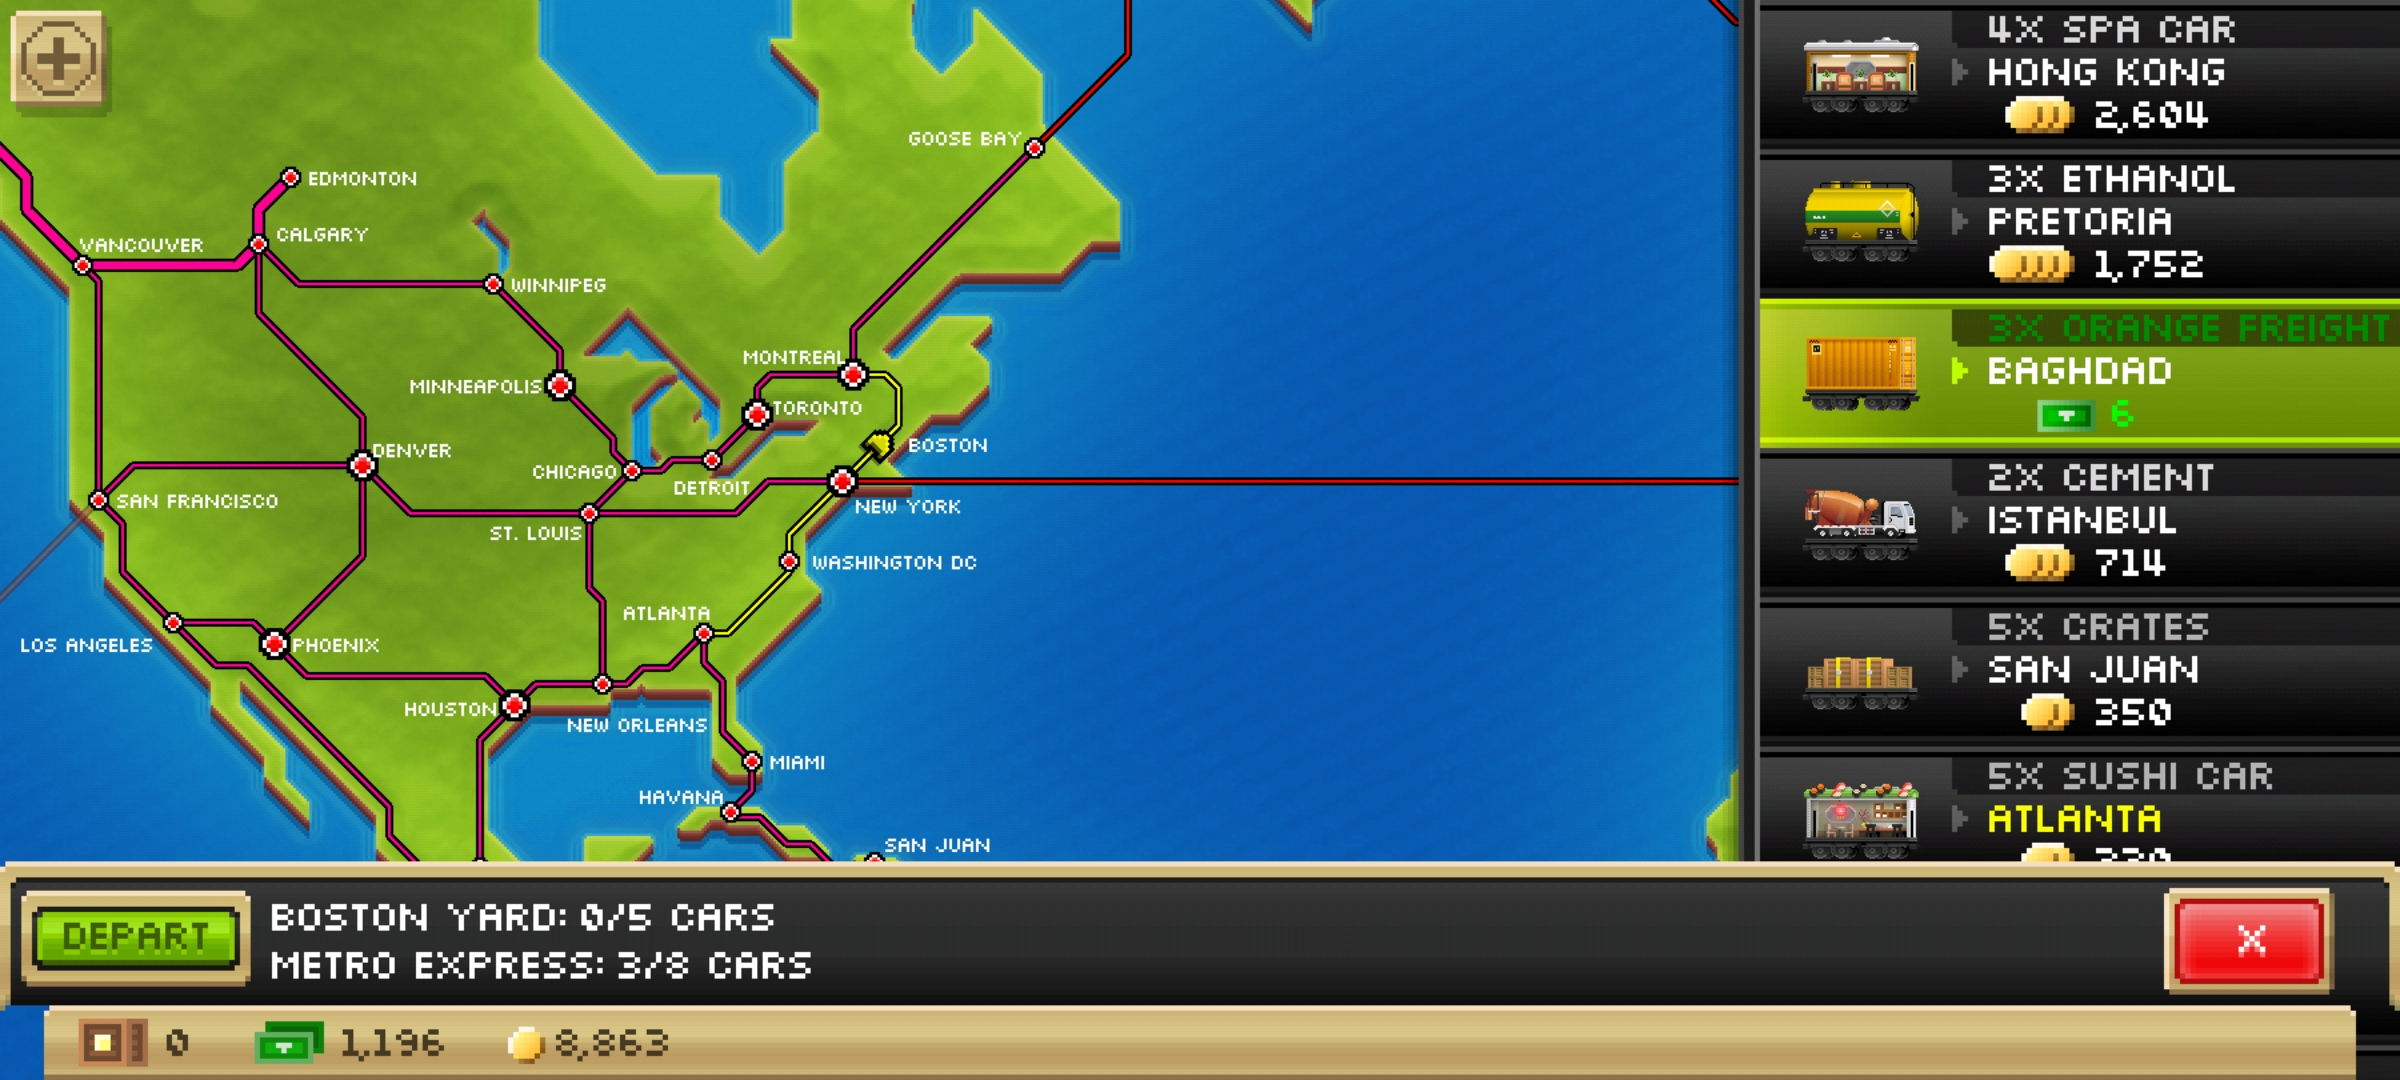 4X SPA CAR
HONG KONG
2,604
3X ETHANOL
PRETORIA
1,752
3X ORANGE FREIGHT
BAGHDAD
6
2X CEMENT
ISTANBUL
714
5X CRATES
SAN JUAN
350
5X SUSHI CAR
ATLANTA
GOOSE BAY
EDMONTON
CALGARY
VANCOUVER
WINNIPEG
MONTREAL
MINNEAPOLIS
TORONTO
BOSTON
DENVER
CHICAGO
DETROIT
SAN FRANCISCO
NEW YORK
ST. LOUIS
WASHINGTON DC
ATLANTA
LOS ANGELES
PHOENIX
HOUSTON
NEW ORLEANS
MIAMI
HAVANA
SAN JUAN
DEPART
BOSTON YARD: 0/5 CARS
METRO EXPRESS: 3/8 CARS
X
0
1,196
8,863